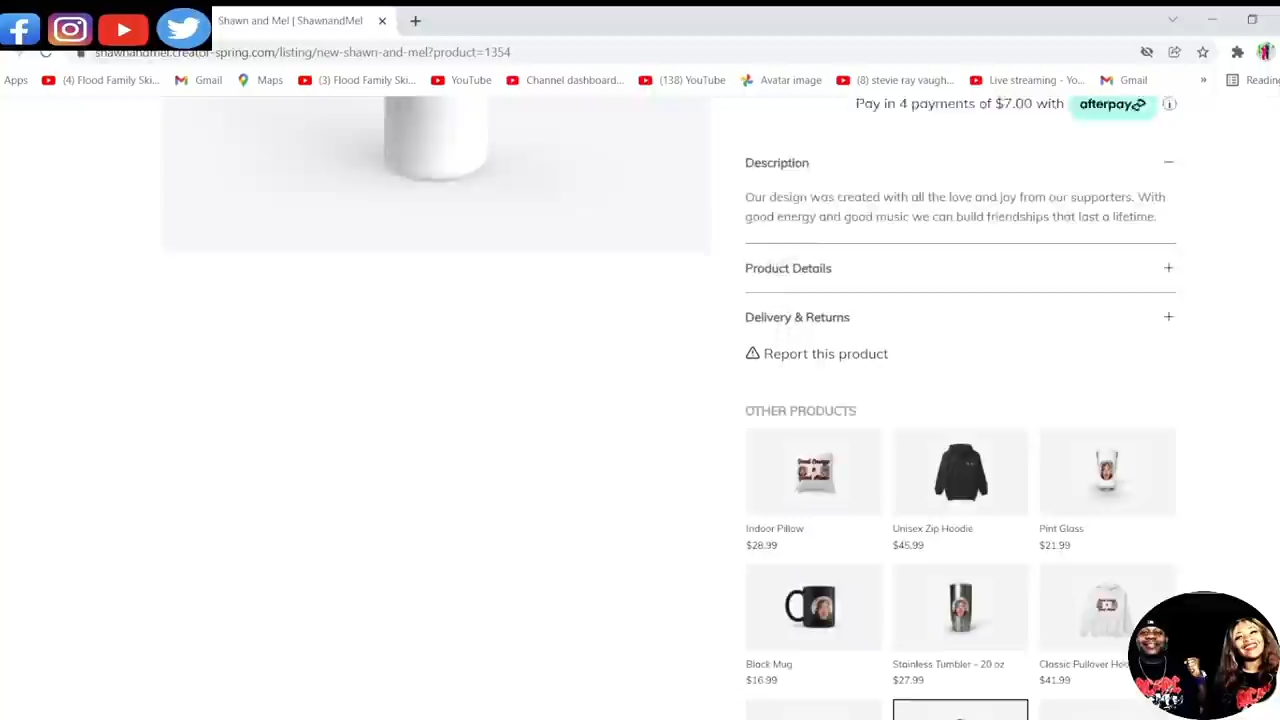 Shawn and Mel | ShawnandMel
shawnandmel.creator-spring.com/listing/new-shawn-and-mel?product=1354
Apps
(4) Flood Family Ski...
Gmail
Maps
(3) Flood Family Ski...
YouTube
Channel dashboard...
(138) YouTube
Avatar image
(8) stevie ray vaugh...
Live streaming - Yo...
Gmail
»
Reading
Pay in 4 payments of $7.00 with afterpay
Description
Our design was created with all the love and joy from our supporters. With
good energy and good music we can build friendships that last a lifetime.
Product Details
Delivery & Returns
Report this product
OTHER PRODUCTS
Indoor Pillow
$28.99
Unisex Zip Hoodie
$45.99
Pint Glass
$21.99
Black Mug
$16.99
Stainless Tumbler - 20 oz
$27.99
Classic Pullover
$41.99